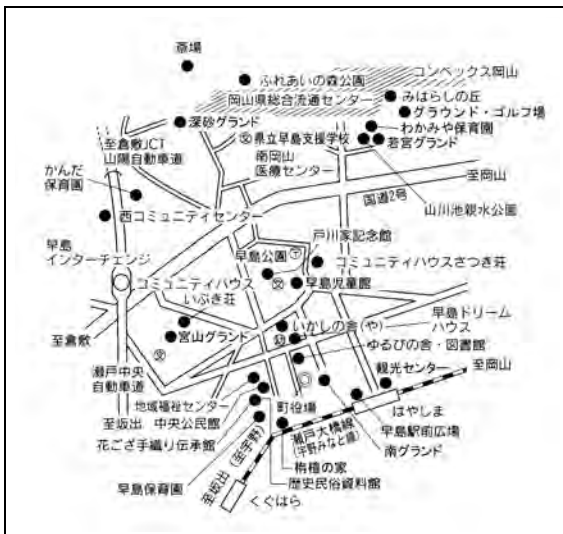 斎場
ふれあいの森公園
コンベックス岡山
岡山県総合流通センター
みはらしの丘
グラウンド・ゴルフ場
わかみや保育園
若宮グランド
深砂グランド
県立早島支援学校
文
至倉敷JCT
山陽自動車道
南岡山
医療センター
至岡山
国道2号
山川池親水公園
かんだ
保育園
西コミュニティセンター
戸川家記念館
早島公園
早島
インターチェンジ
コミュニティハウスさつき荘
コミュニティハウス
いぶき荘
文
早島児童館
早島ドリーム
ハウス
いかしの舎(や)
宮山グランド
至倉敷
文
ゆるびの舎・図書館
至岡山
瀬戸中央
自動車道
観光センター
地域福祉センター
はやしま
至坂出
中央公民館
町役場
早島駅前広場
花ござ手織り伝承館
瀬戸大橋線
(宇野みなと線)
南グランド
至坂出(至宇野)
早島保育園
栴檀の家
歴史民俗資料館
くぐはら